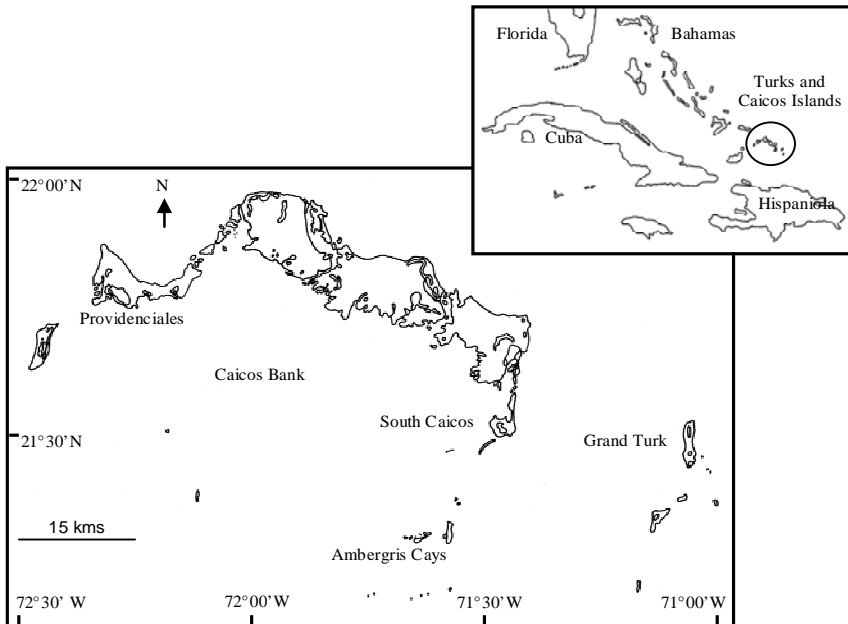 Florida
Bahamas
Turks and
Caicos Islands
Cuba
Hispaniola
22°00’N
N
Providenciales
Caicos Bank
South Caicos
21°30’N
Grand Turk
15 kms
Ambergris Cays
72°30’ W
72°00’ W
71°30’ W
71°00’ W